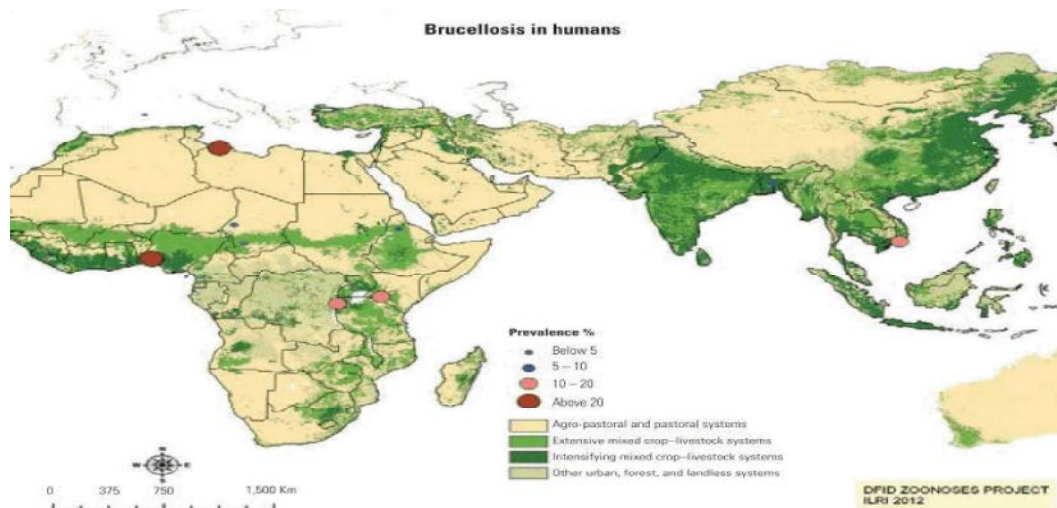 Brucellosis in humans
Prevalence %
Below 5
5 – 10
10 – 20
Above 20
Agro-pastoral and pastoral systems
Extensive mixed crop–livestock systems
Intensifying mixed crop–livestock systems
Other urban, forest, and landless systems
N
W E
S
0 375 750 1,500 Km
DFID ZOONOSES PROJECT
ILRI 2012